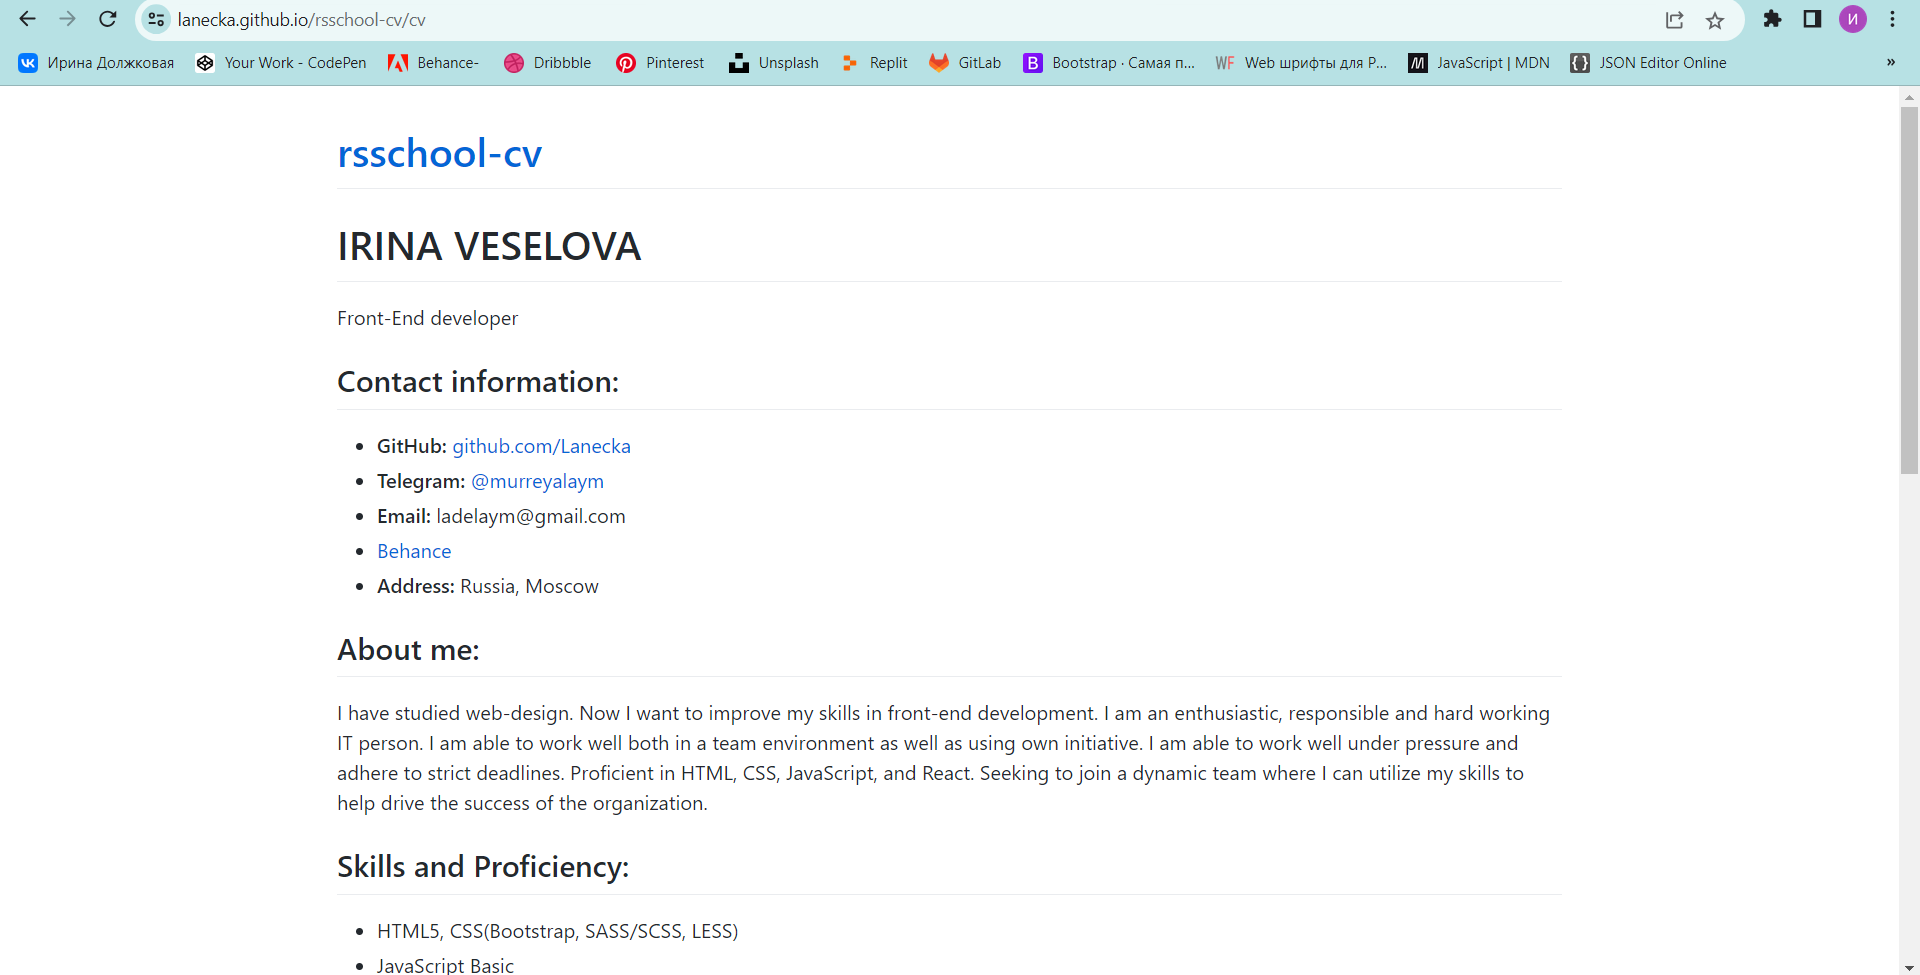 lanecka.github.io/rsschool-cv/cv
И
Ирина Должковая Your Work - CodePen Behance- Dribbble Pinterest Unsplash Replit GitLab Bootstrap · Самая п... WF Web шрифты для Р... JavaScript | MDN JSON Editor Online »
rsschool-cv
IRINA VESELOVA
Front-End developer
Contact information:
• GitHub: github.com/Lanecka
• Telegram: @murreyalaym
• Email: ladelaym@gmail.com
• Behance
• Address: Russia, Moscow
About me:
I have studied web-design. Now I want to improve my skills in front-end development. I am an enthusiastic, responsible and hard working
IT person. I am able to work well both in a team environment as well as using own initiative. I am able to work well under pressure and
adhere to strict deadlines. Proficient in HTML, CSS, JavaScript, and React. Seeking to join a dynamic team where I can utilize my skills to
help drive the success of the organization.
Skills and Proficiency:
• HTML5, CSS(Bootstrap, SASS/SCSS, LESS)
• JavaScript Basic